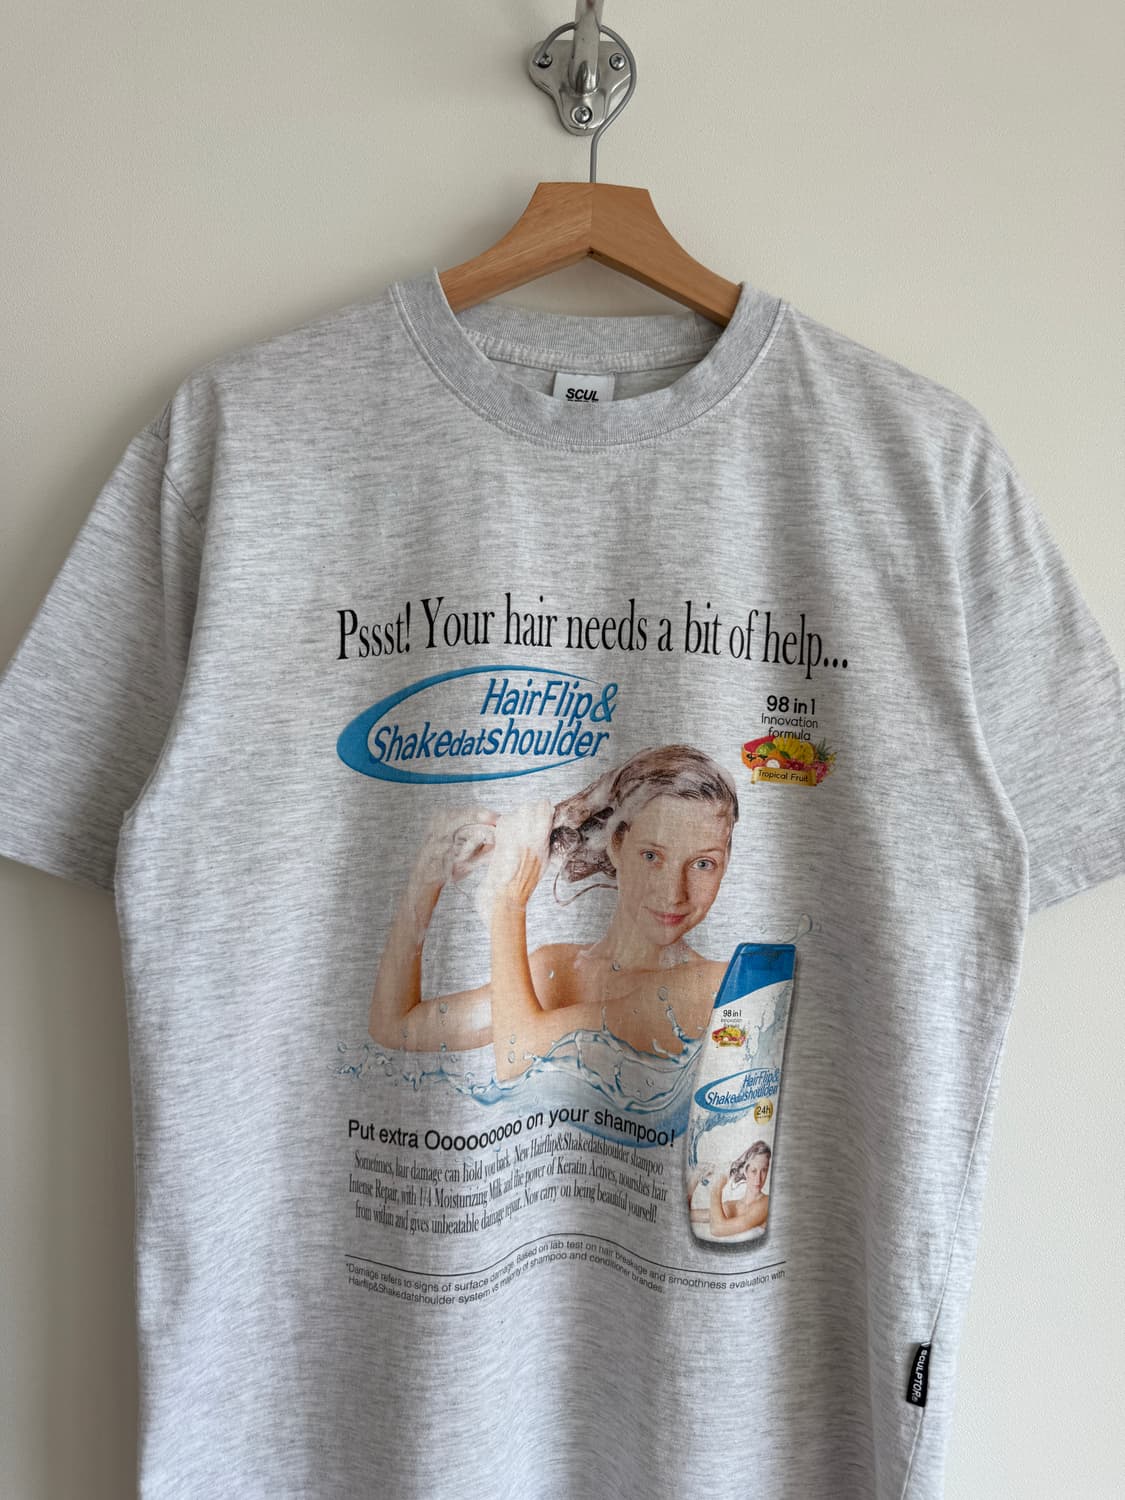 SCUL
Pssst! Your hair needs a bit of help...
HairFlip&
Shakedatshoulder
98 in 1
Innovation
formula
Tropical Fruit
98 in 1
Innovation
HairFlip&
Shakedatshoulder
24h
Put extra Ooooooooo on your shampoo!
Sometimes, hair damage can hold you back. New Hairflip&Shakedatshoulder shampoo
Intense Repair, with 1/4 Moisturizing Milk and the power of Keratin Actives, nourishes hair
from within and gives unbeatable damage repair. Now carry on being beautiful yourself!
*Damage refers to signs of surface damage. Based on lab test on hair breakage and smoothness evaluation with
Hairflip&Shakedatshoulder system vs majority of shampoo and conditioner brandes.
SCULPTOR®